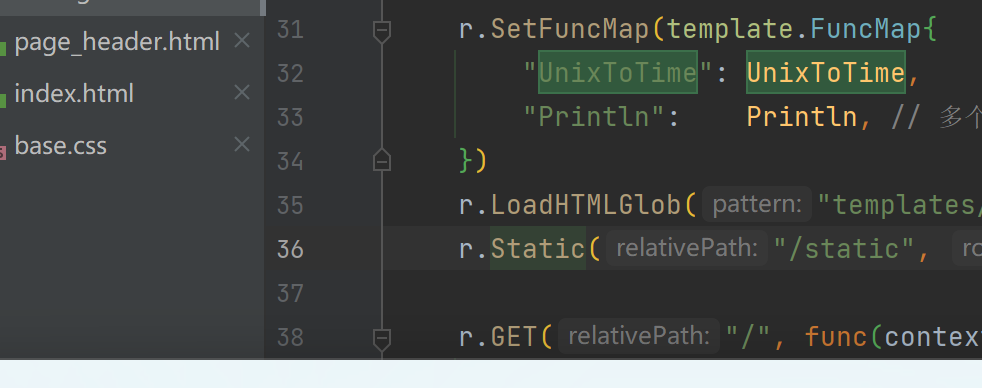 page_header.html
index.html
base.css
31 r.SetFuncMap(template.FuncMap{
32 "UnixToTime": UnixToTime,
33 "Println": Println, // 多个
34 })
35 r.LoadHTMLGlob( pattern: "templates/
36 r.Static( relativePath: "/static",
37
38 r.GET( relativePath: "/", func(contex